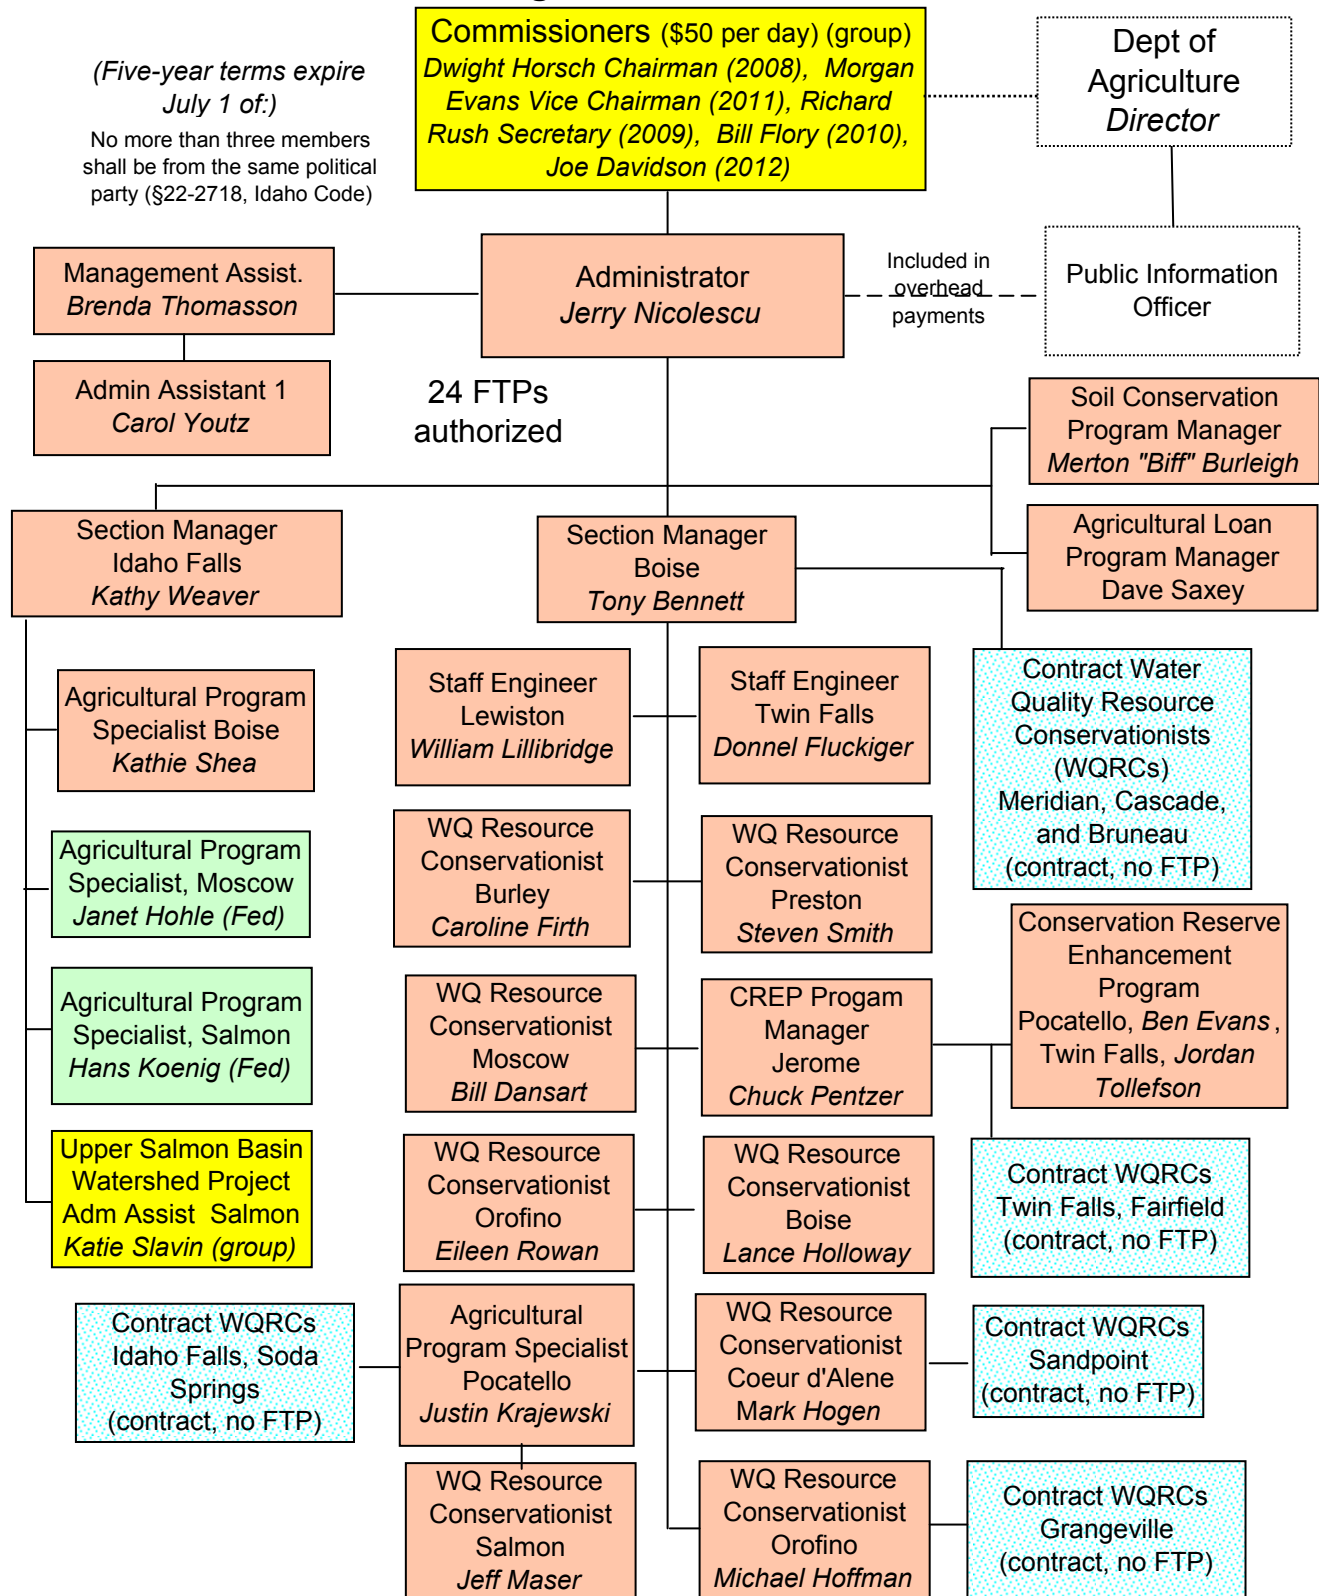 Commissioners ($50 per day) (group)
Dwight Horsch Chairman (2008), Morgan
Evans Vice Chairman (2011), Richard
Rush Secretary (2009), Bill Flory (2010),
Joe Davidson (2012)
(Five-year terms expire
July 1 of:)
No more than three members
shall be from the same political
party (§22-2718, Idaho Code)
Dept of
Agriculture
Director
Management Assist.
Brenda Thomasson
Administrator
Jerry Nicolescu
Included in
overhead
payments
Public Information
Officer
Admin Assistant 1
Carol Youtz
24 FTPs
authorized
Soil Conservation
Program Manager
Merton "Biff" Burleigh
Section Manager
Idaho Falls
Kathy Weaver
Section Manager
Boise
Tony Bennett
Agricultural Loan
Program Manager
Dave Saxey
Agricultural Program
Specialist Boise
Kathie Shea
Staff Engineer
Lewiston
William Lillibridge
Staff Engineer
Twin Falls
Donnel Fluckiger
Contract Water
Quality Resource
Conservationists
(WQRCs)
Meridian, Cascade,
and Bruneau
(contract, no FTP)
Agricultural Program
Specialist, Moscow
Janet Hohle (Fed)
WQ Resource
Conservationist
Burley
Caroline Firth
WQ Resource
Conservationist
Preston
Steven Smith
Conservation Reserve
Enhancement
Program
Pocatello, Ben Evans ,
Twin Falls, Jordan
Tollefson
Agricultural Program
Specialist, Salmon
Hans Koenig (Fed)
WQ Resource
Conservationist
Moscow
Bill Dansart
CREP Progam
Manager
Jerome
Chuck Pentzer
Upper Salmon Basin
Watershed Project
Adm Assist Salmon
Katie Slavin (group)
WQ Resource
Conservationist
Orofino
Eileen Rowan
WQ Resource
Conservationist
Boise
Lance Holloway
Contract WQRCs
Twin Falls, Fairfield
(contract, no FTP)
Contract WQRCs
Idaho Falls, Soda
Springs
(contract, no FTP)
Agricultural
Program Specialist
Pocatello
Justin Krajewski
WQ Resource
Conservationist
Coeur d'Alene
Mark Hogen
Contract WQRCs
Sandpoint
(contract, no FTP)
WQ Resource
Conservationist
Salmon
Jeff Maser
WQ Resource
Conservationist
Orofino
Michael Hoffman
Contract WQRCs
Grangeville
(contract, no FTP)